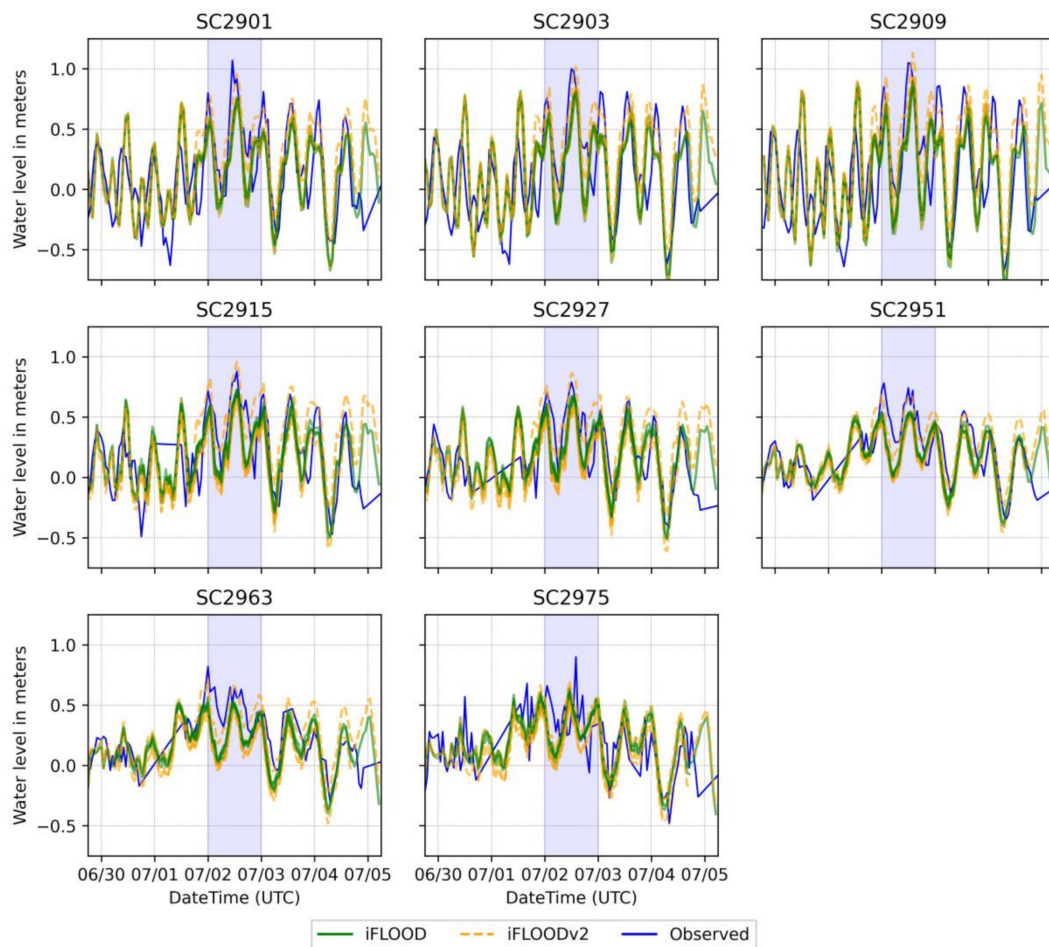 SC2901 SC2903 SC2909
Water level in meters
1.0
0.5
0.0
−0.5
SC2915 SC2927 SC2951
Water level in meters
1.0
0.5
0.0
−0.5
SC2963 SC2975
Water level in meters
1.0
0.5
0.0
−0.5
06/30 07/01 07/02 07/03 07/04 07/05 06/30 07/01 07/02 07/03 07/04 07/05
DateTime (UTC) DateTime (UTC)
iFLOOD iFLOODv2 Observed